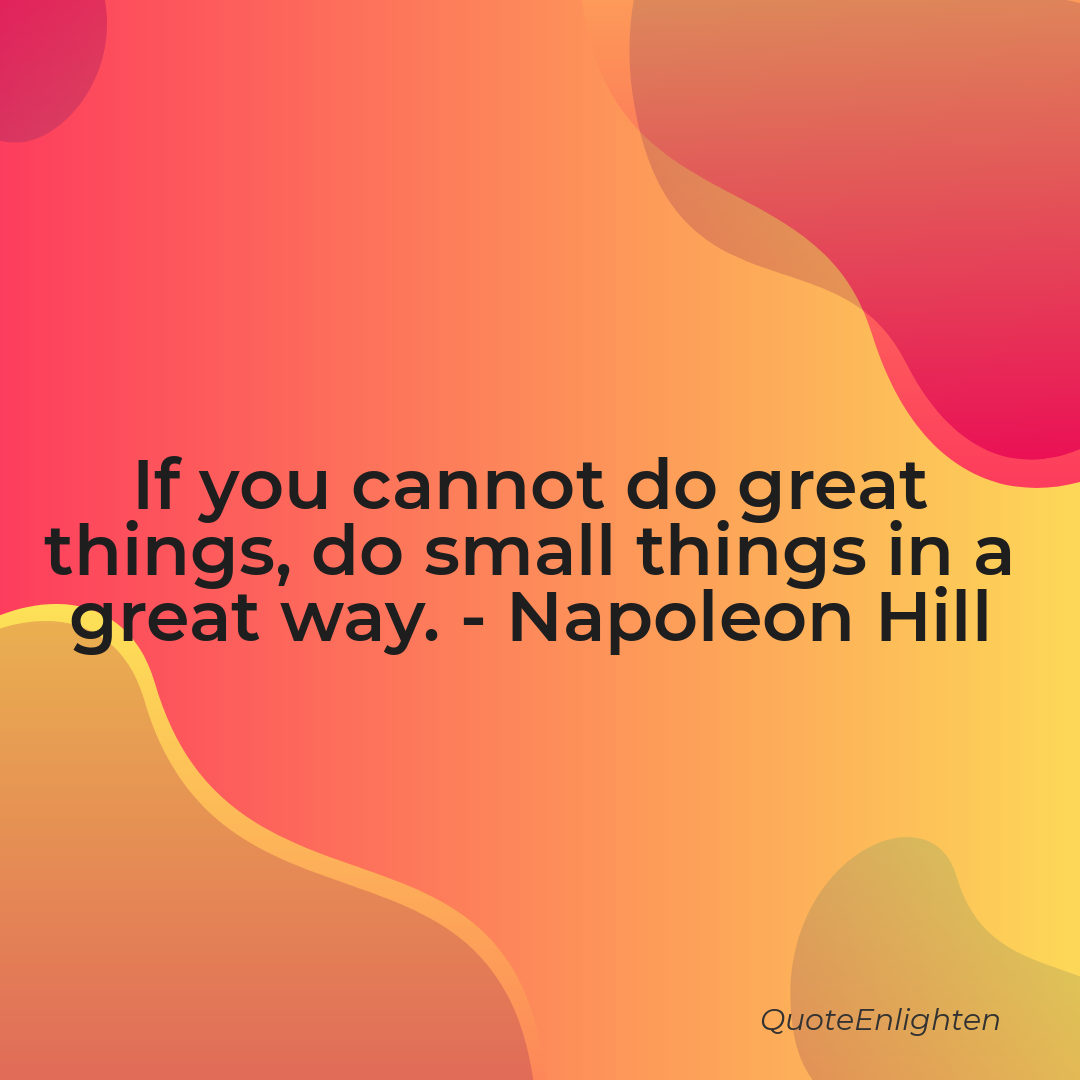 If you cannot do great
things, do small things in a
great way. - Napoleon Hill
QuoteEnlighten